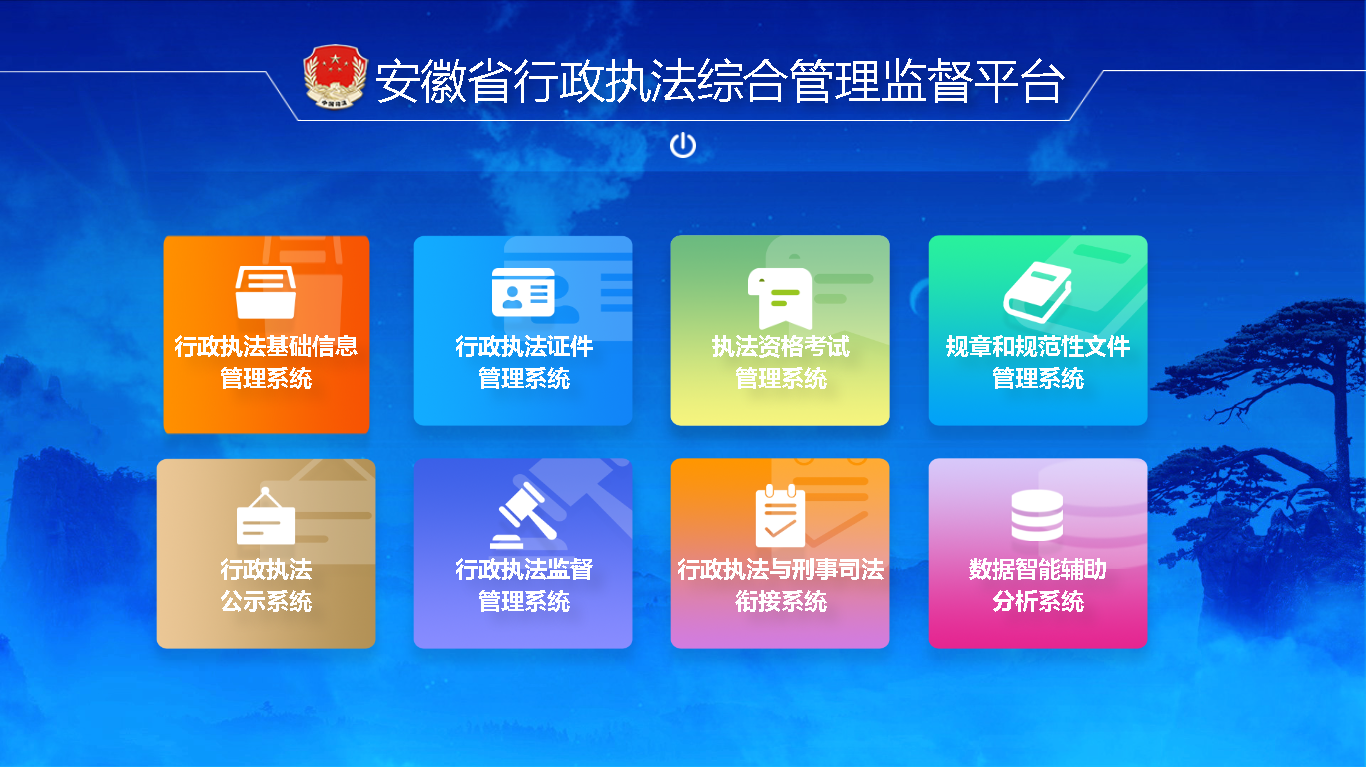 安徽省行政执法综合管理监督平台
行政执法基础信息
管理系统
行政执法证件
管理系统
执法资格考试
管理系统
规章和规范性文件
管理系统
行政执法
公示系统
行政执法监督
管理系统
行政执法与刑事司法
衔接系统
数据智能辅助
分析系统